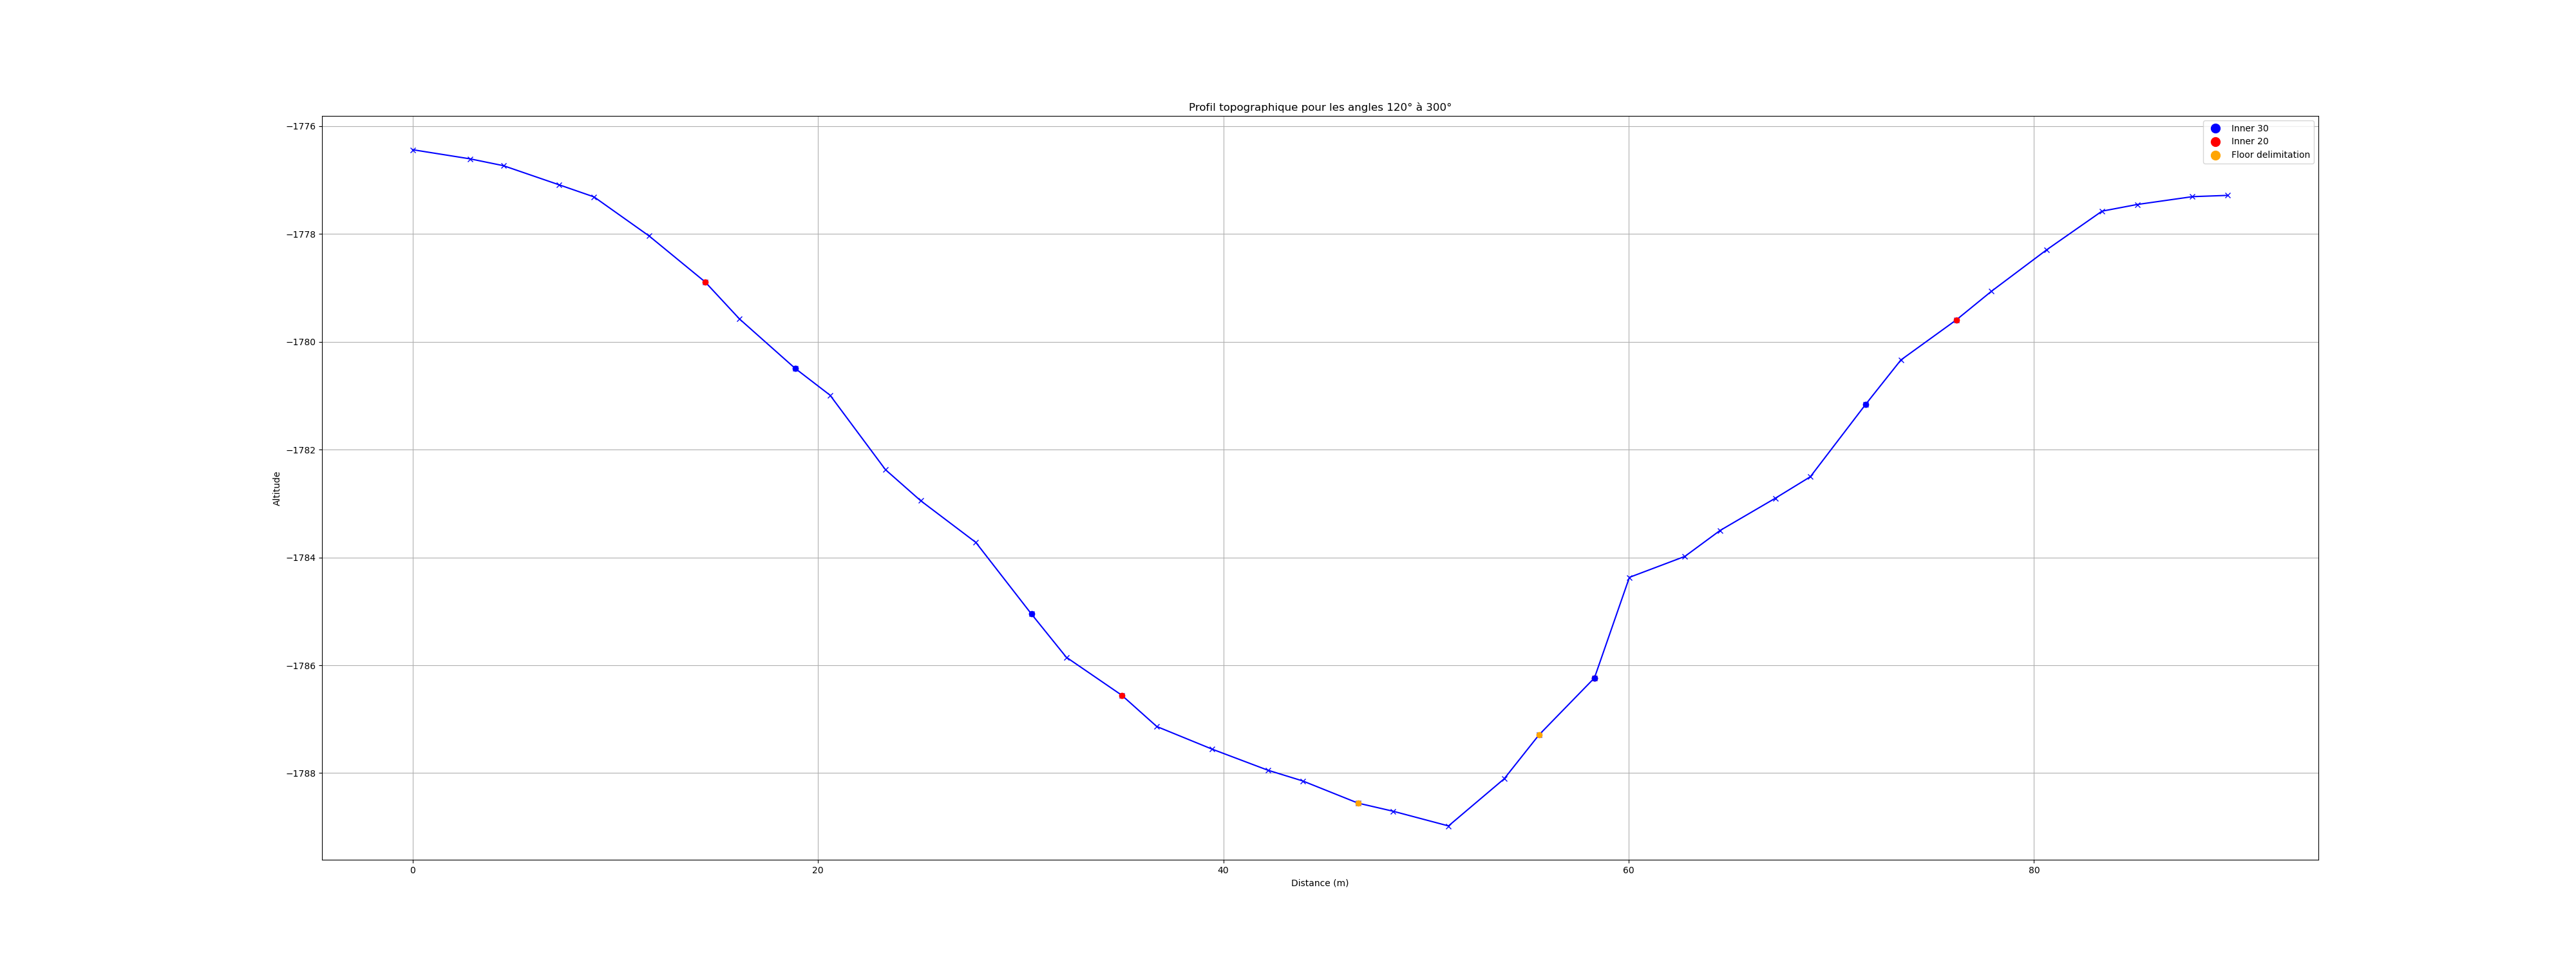 Profil topographique pour les angles 120° à 300°
Inner 30
Inner 20
Floor delimitation
Altitude
−1776
−1778
−1780
−1782
−1784
−1786
−1788
0 20 40 60 80
Distance (m)